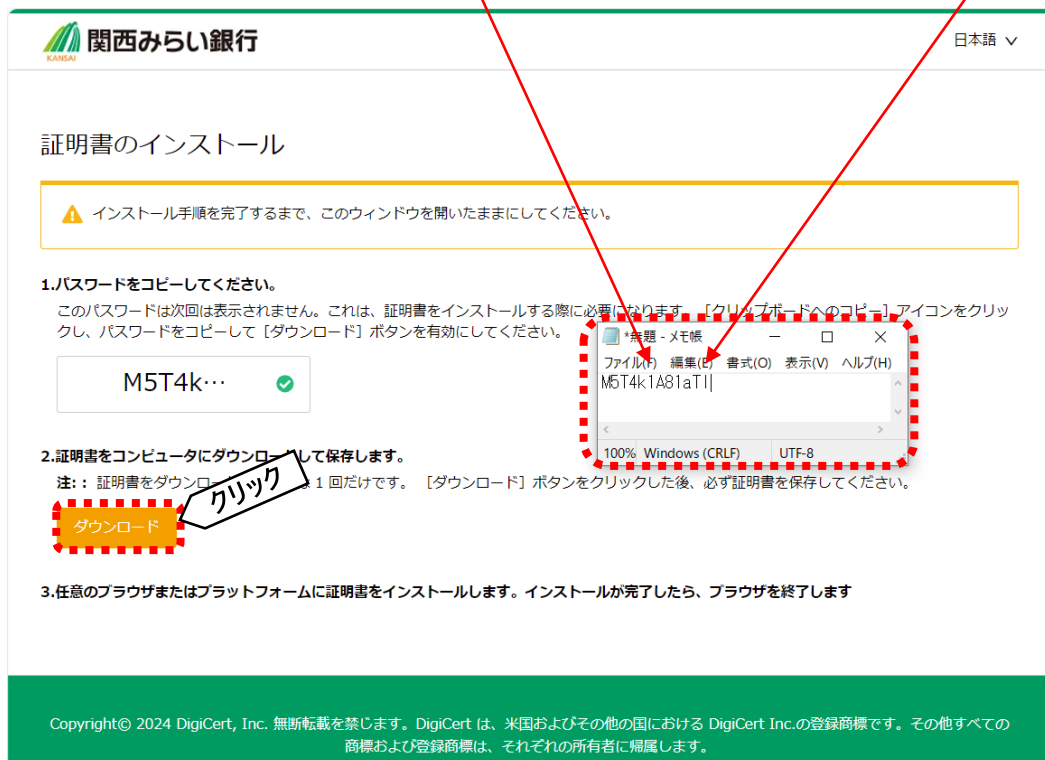 関西みらい銀行
KANSAI
日本語
証明書のインストール
インストール手順を完了するまで、このウィンドウを開いたままにしてください。
1.パスワードをコピーしてください。
このパスワードは次回は表示されません。これは、証明書をインストールする際に必要になります。［クリップボードへのコピー］アイコンをクリッ
クし、パスワードをコピーして［ダウンロード］ボタンを有効にしてください。
M5T4k…
*無題 - メモ帳
ファイル(F) 編集(E) 書式(O) 表示(V) ヘルプ(H)
M5T4k1A81aTl
100% Windows (CRLF) UTF-8
2.証明書をコンピュータにダウンロードして保存します。
注:：証明書をダウンロ 1 回だけです。［ダウンロード］ボタンをクリックした後、必ず証明書を保存してください。
クリック
ダウンロード
3.任意のブラウザまたはプラットフォームに証明書をインストールします。インストールが完了したら、ブラウザを終了します
Copyright© 2024 DigiCert, Inc. 無断転載を禁じます。DigiCert は、米国およびその他の国における DigiCert Inc.の登録商標です。その他すべての
商標および登録商標は、それぞれの所有者に帰属します。